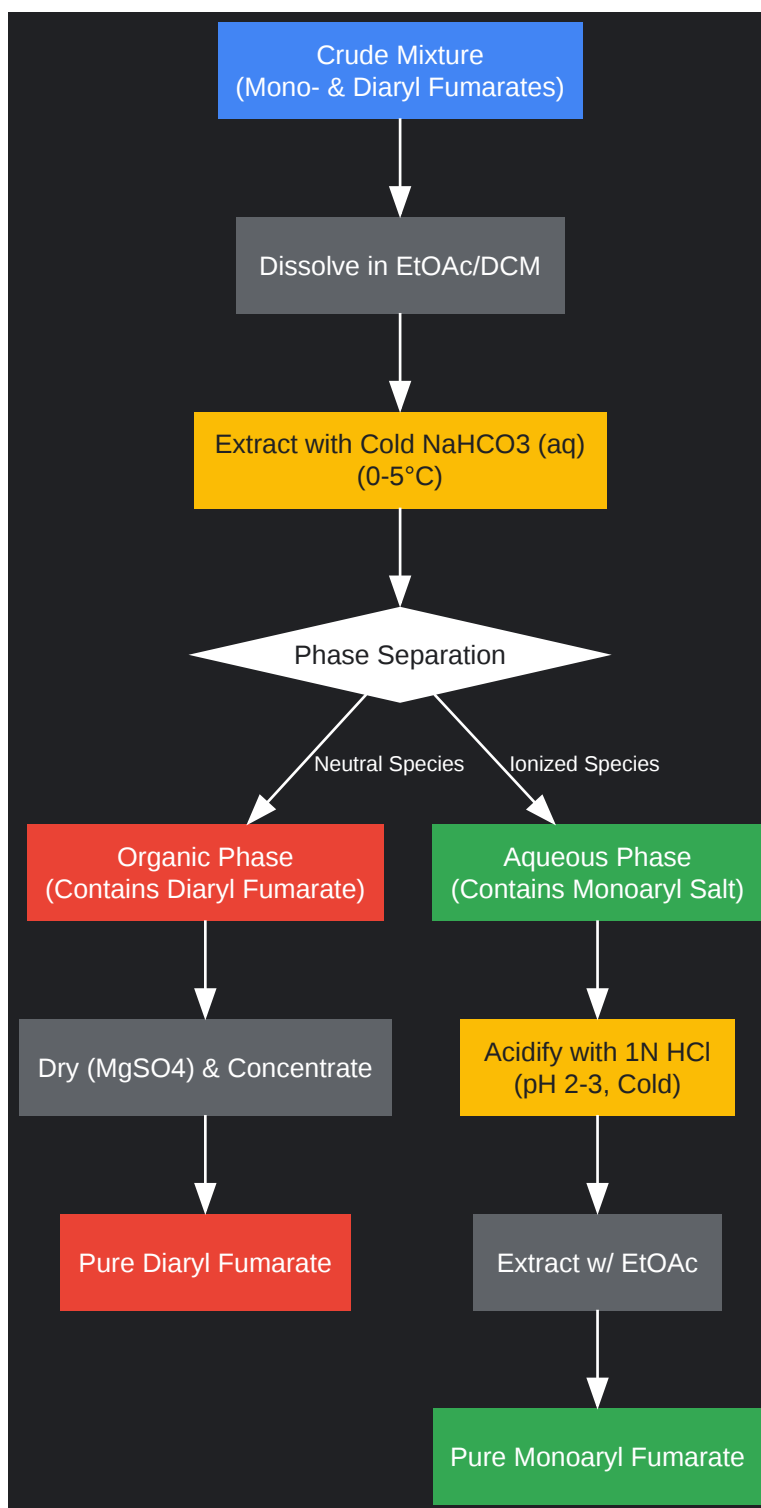 Crude Mixture
(Mono- & Diaryl Fumarates)
Dissolve in EtOAc/DCM
Extract with Cold NaHCO3 (aq)
(0-5°C)
Phase Separation
Neutral Species
Ionized Species
Organic Phase
(Contains Diaryl Fumarate)
Aqueous Phase
(Contains Monoaryl Salt)
Dry (MgSO4) & Concentrate
Acidify with 1N HCl
(pH 2-3, Cold)
Pure Diaryl Fumarate
Extract w/ EtOAc
Pure Monoaryl Fumarate